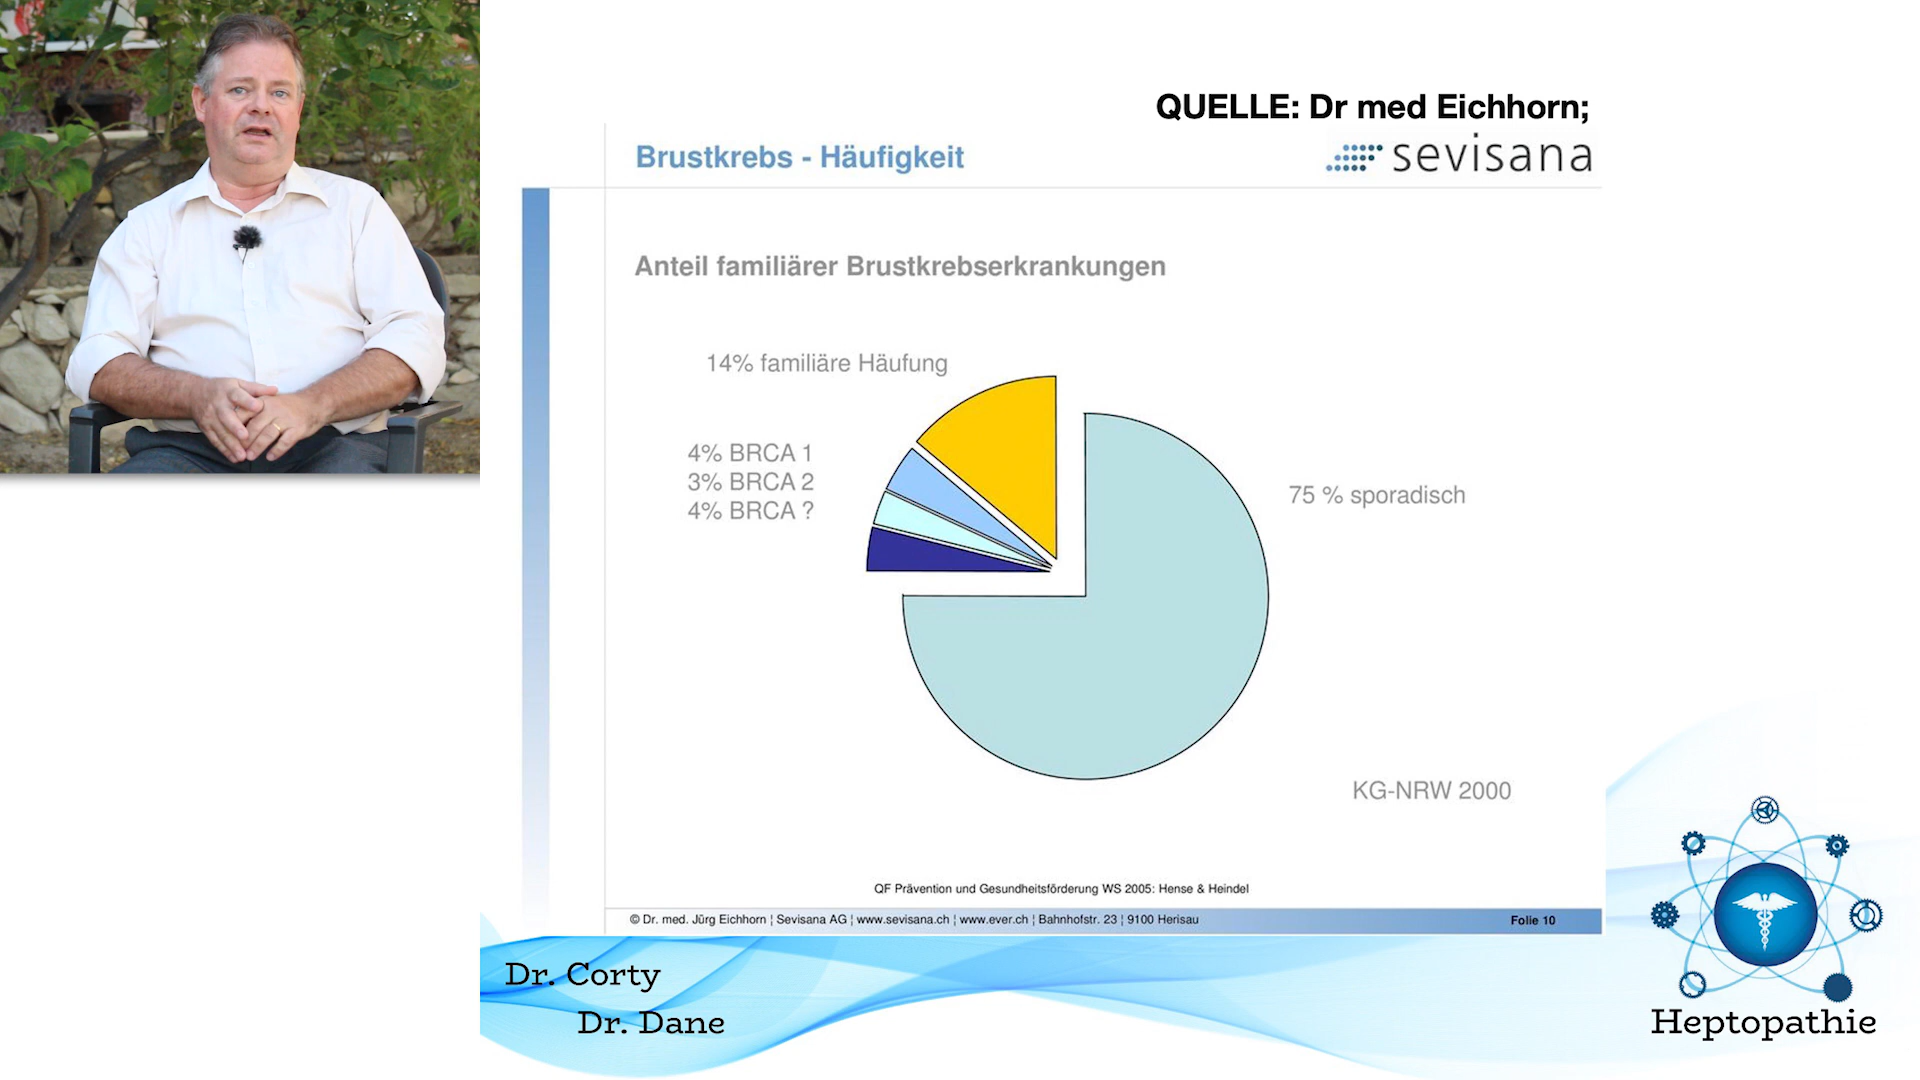 QUELLE: Dr med Eichhorn;
Brustkrebs - Häufigkeit
sevisana
Anteil familiärer Brustkrebserkrankungen
14% familiäre Häufung
4% BRCA 1
3% BRCA 2
4% BRCA ?
75 % sporadisch
KG-NRW 2000
QF Prävention und Gesundheitsförderung WS 2005: Hense & Heindel
© Dr. med. Jürg Eichhorn ¦ Sevisana AG ¦ www.sevisana.ch ¦ www.ever.ch ¦ Bahnhofstr. 23 ¦ 9100 Herisau
Folie 10
Dr. Corty
Dr. Dane
Heptopathie